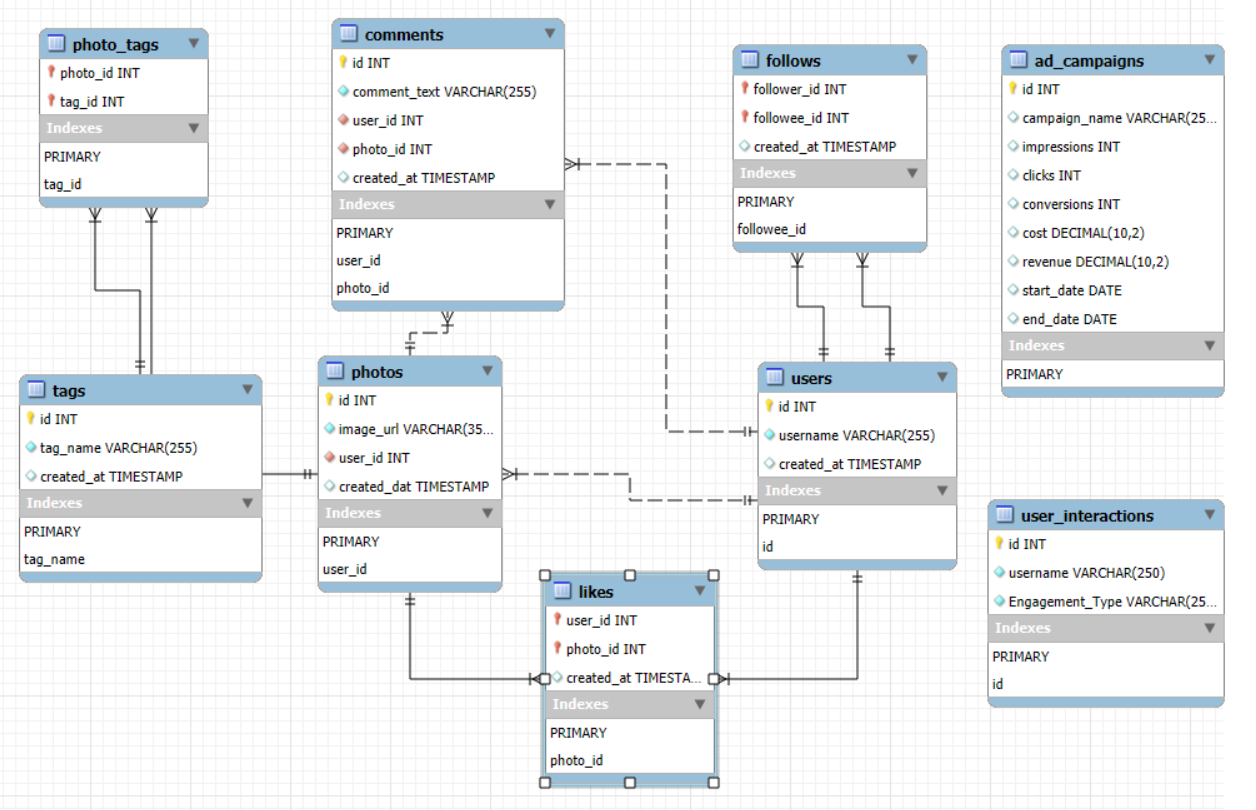 photo_tags
photo_id INT
tag_id INT
Indexes
PRIMARY
tag_id
comments
id INT
comment_text VARCHAR(255)
user_id INT
photo_id INT
created_at TIMESTAMP
Indexes
PRIMARY
user_id
photo_id
follows
follower_id INT
followee_id INT
created_at TIMESTAMP
Indexes
PRIMARY
followee_id
ad_campaigns
id INT
campaign_name VARCHAR(25...
impressions INT
clicks INT
conversions INT
cost DECIMAL(10,2)
revenue DECIMAL(10,2)
start_date DATE
end_date DATE
Indexes
PRIMARY
tags
id INT
tag_name VARCHAR(255)
created_at TIMESTAMP
Indexes
PRIMARY
tag_name
photos
id INT
image_url VARCHAR(35...
user_id INT
created_dat TIMESTAMP
Indexes
PRIMARY
user_id
users
id INT
username VARCHAR(255)
created_at TIMESTAMP
Indexes
PRIMARY
id
user_interactions
id INT
username VARCHAR(250)
Engagement_Type VARCHAR(25...
Indexes
PRIMARY
id
likes
user_id INT
photo_id INT
created_at TIMESTA...
Indexes
PRIMARY
photo_id